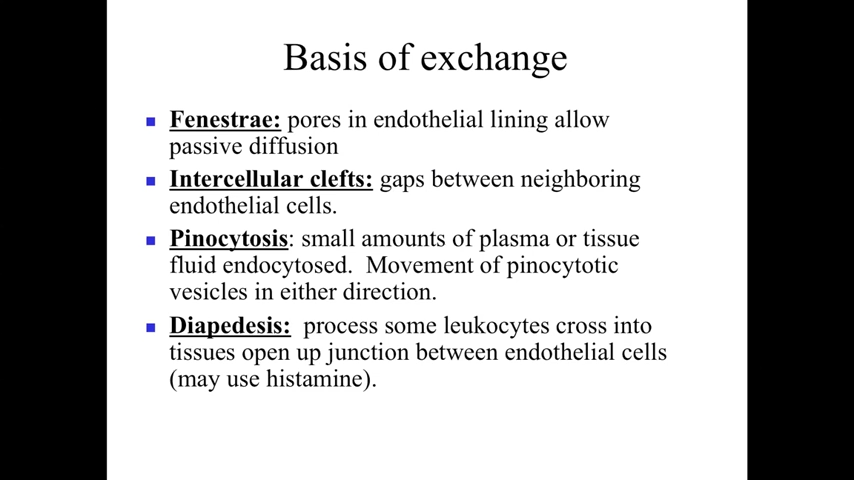 Basis of exchange
Fenestrae: pores in endothelial lining allow
passive diffusion
Intercellular clefts: gaps between neighboring
endothelial cells.
Pinocytosis: small amounts of plasma or tissue
fluid endocytosed.  Movement of pinocytotic
vesicles in either direction.
Diapedesis:  process some leukocytes cross into
tissues open up junction between endothelial cells
(may use histamine).